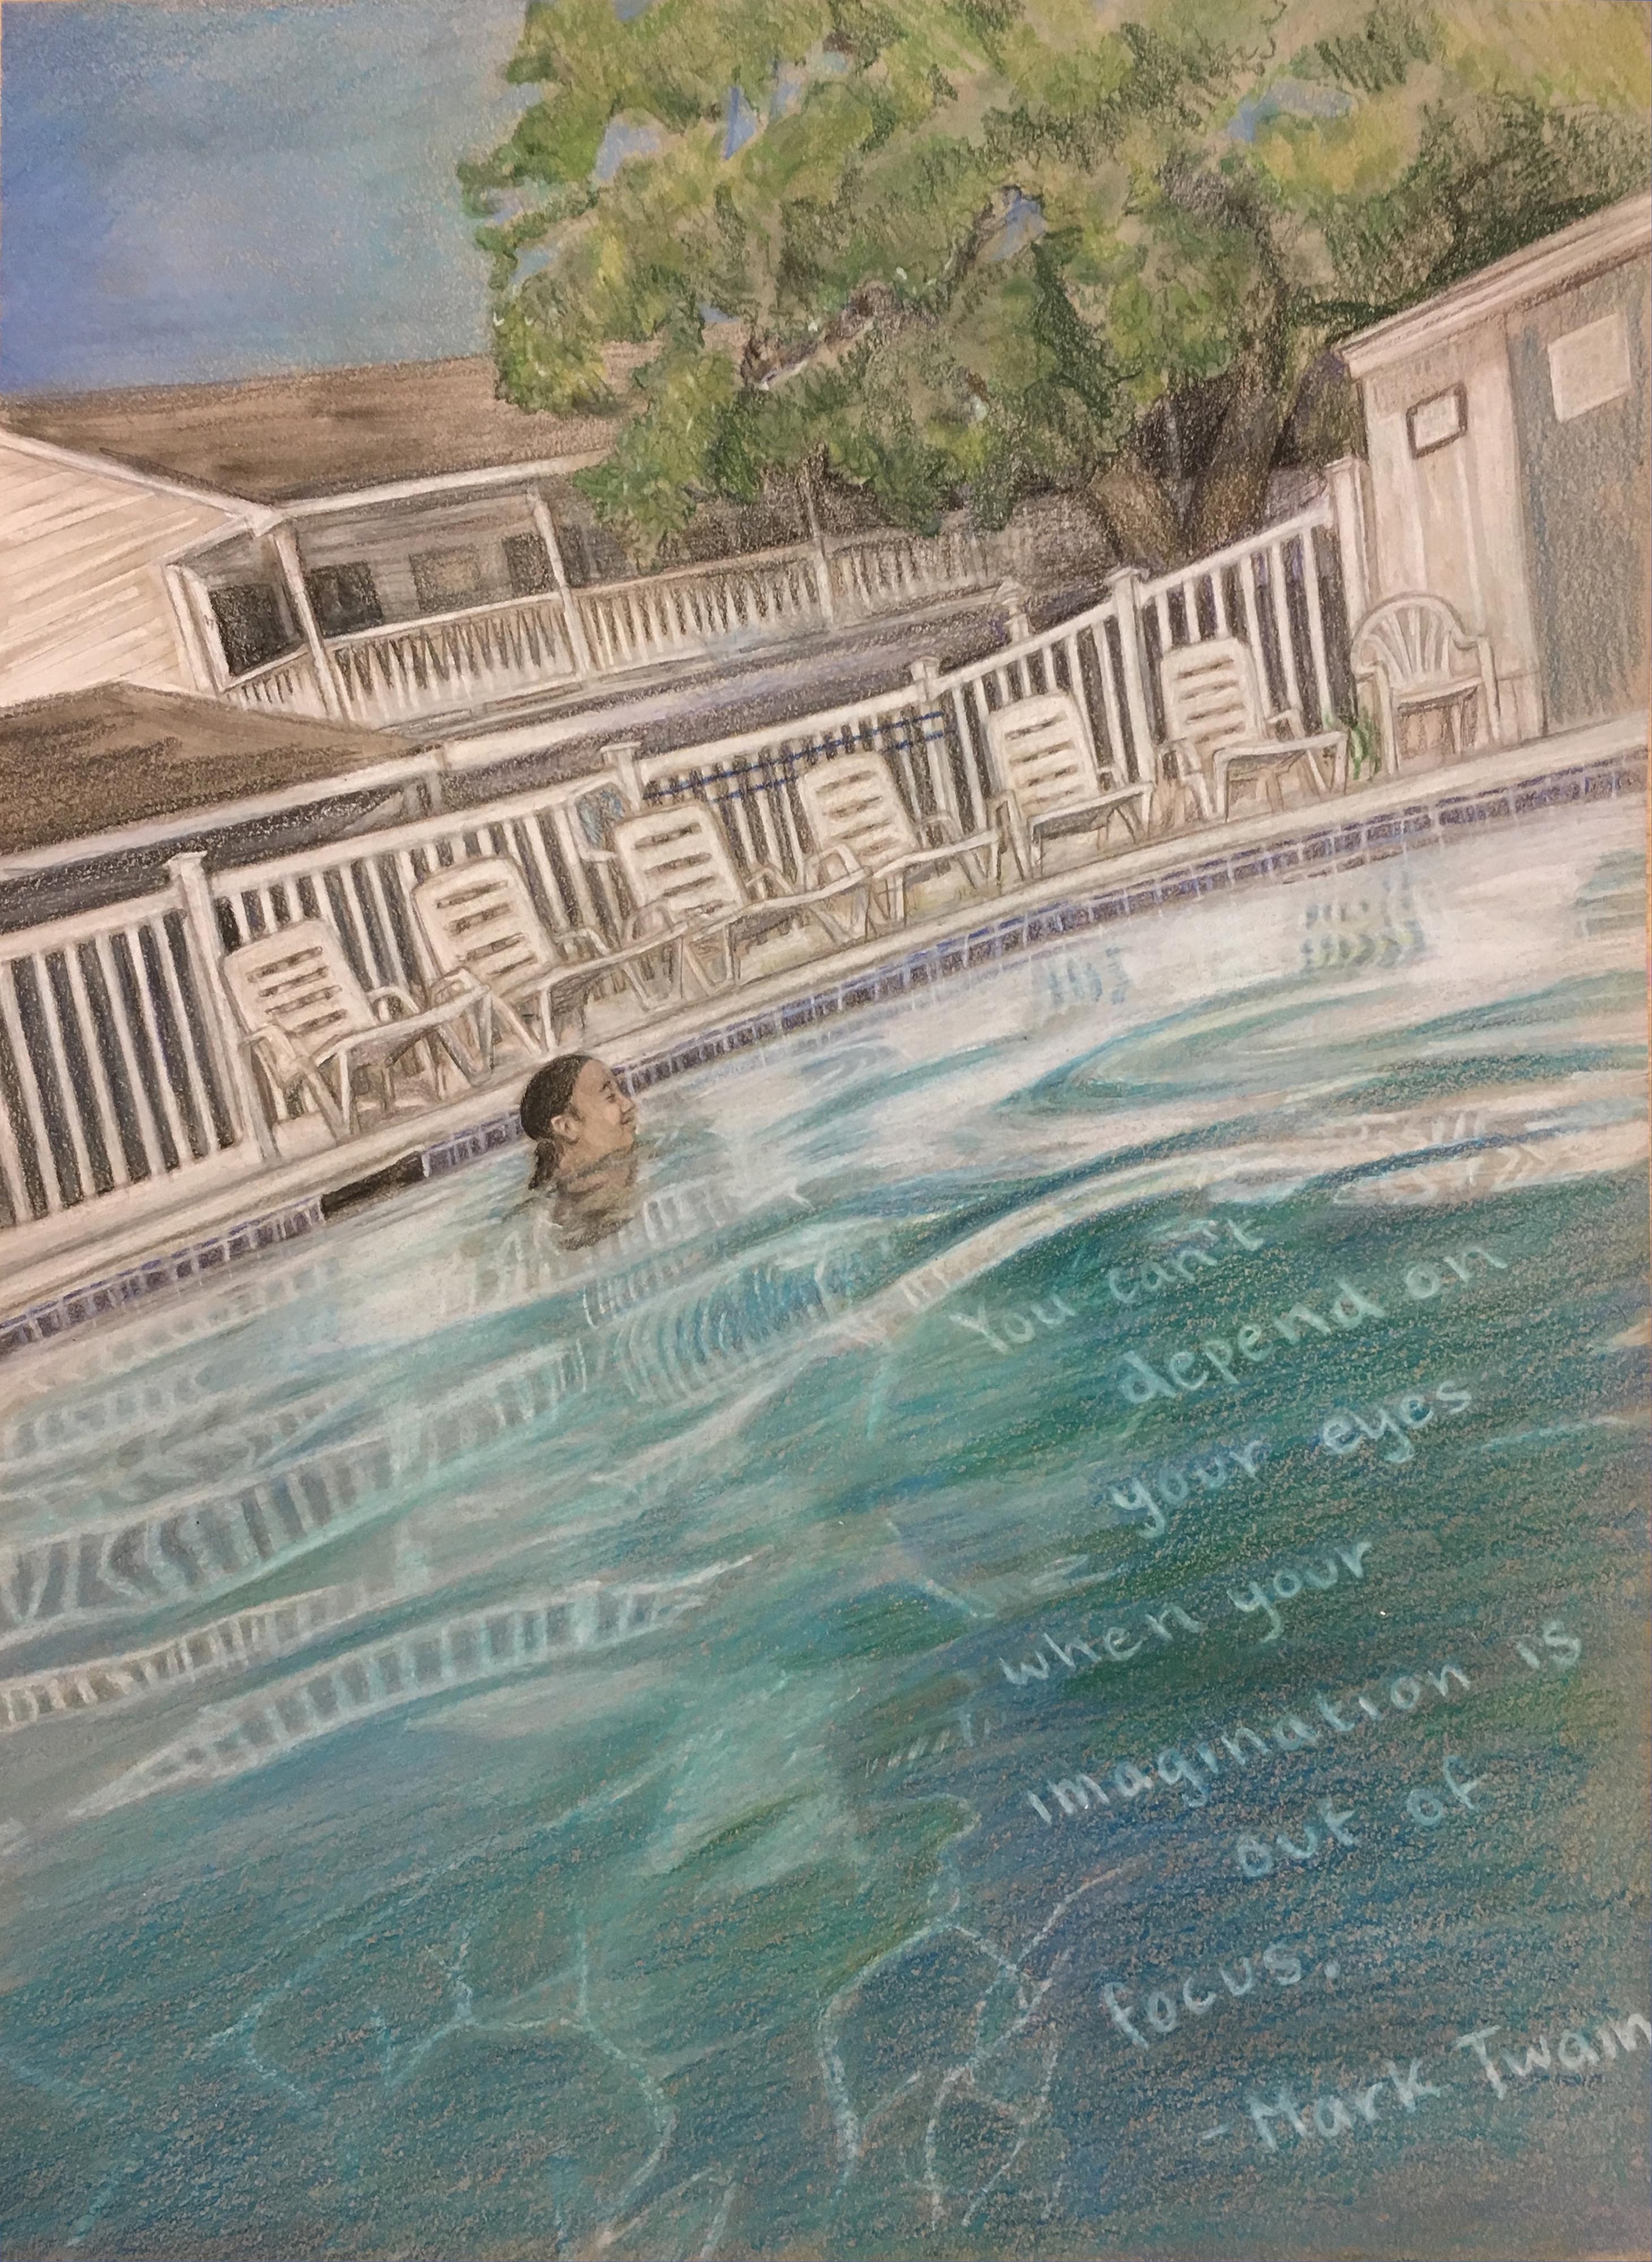 You can't
depend on
your eyes
when your
imagination is
out of
focus.
-Mark Twain